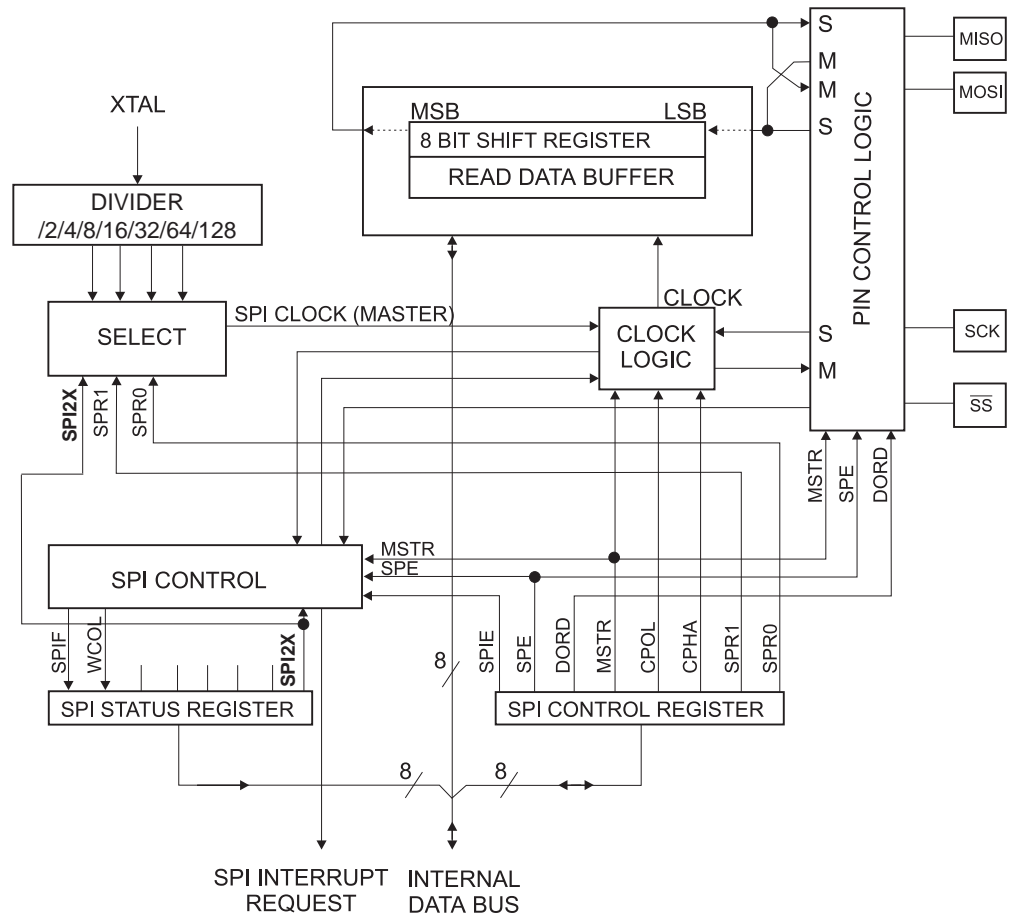 S
MISO
M
XTAL
MSB
LSB
M
MOSI
8 BIT SHIFT REGISTER
S
READ DATA BUFFER
DIVIDER
/2/4/8/16/32/64/128
PIN CONTROL LOGIC
CLOCK
SPI CLOCK (MASTER)
SELECT
CLOCK
LOGIC
S
SCK
M
SPI2X
SPR1
SPR0
SS
MSTR
SPE
DORD
MSTR
SPE
SPI CONTROL
SPIF
WCOL
SPI2X
8
SPIE
SPE
DORD
MSTR
CPOL
CPHA
SPR1
SPR0
SPI STATUS REGISTER
SPI CONTROL REGISTER
8
8
SPI INTERRUPT
REQUEST
INTERNAL
DATA BUS